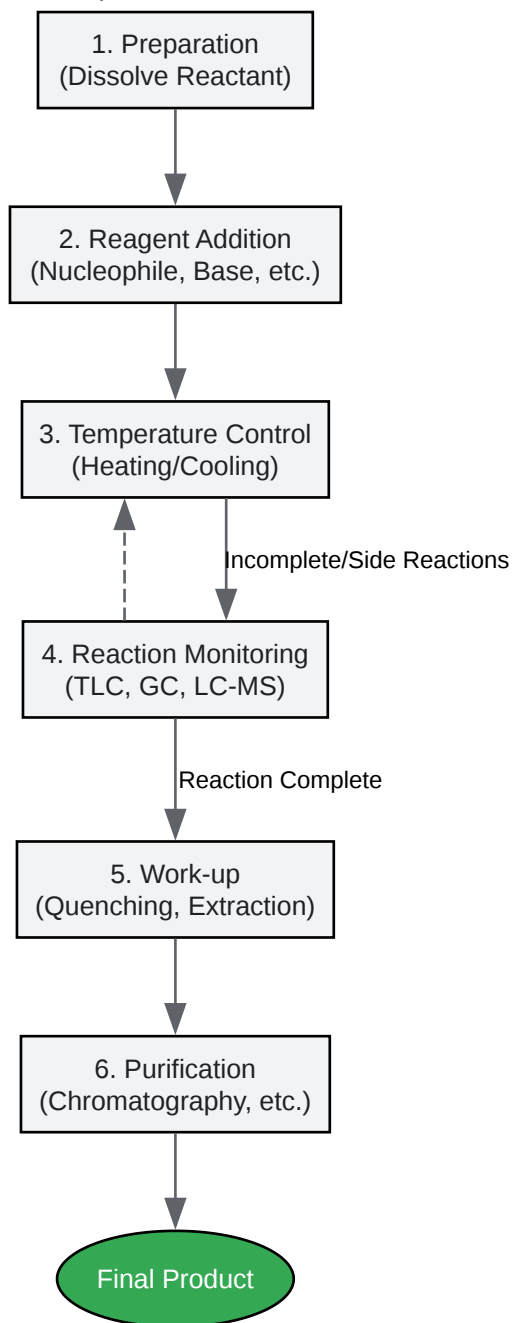 1. Preparation
(Dissolve Reactant)
2. Reagent Addition
(Nucleophile, Base, etc.)
3. Temperature Control
(Heating/Cooling)
Incomplete/Side Reactions
4. Reaction Monitoring
(TLC, GC, LC-MS)
Reaction Complete
5. Work-up
(Quenching, Extraction)
6. Purification
(Chromatography, etc.)
Final Product